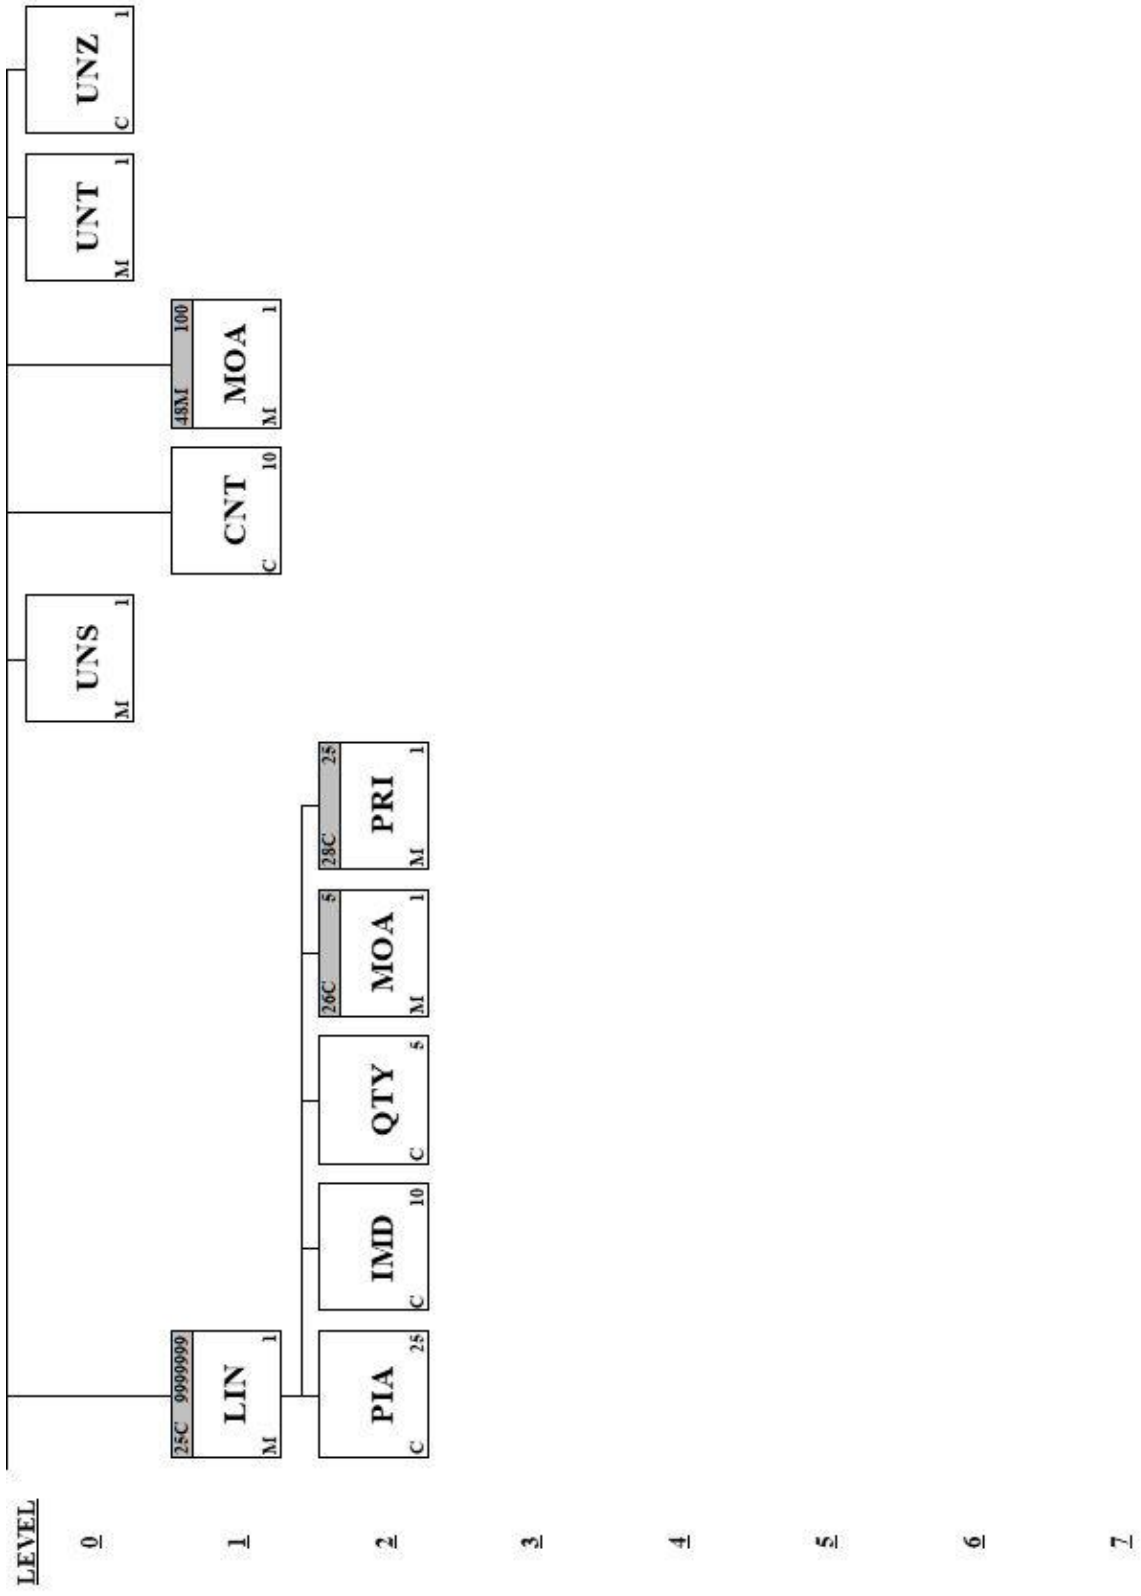 LEVEL
0
UNS
M 1
UNT
M 1
UNZ
C 1
1
25C 9999999
LIN
M 1
CNT
C 10
48M 100
MOA
M 1
2
PIA
C 25
IMD
C 10
QTY
C 5
26C 5
MOA
M 1
28C 25
PRI
M 1
3
4
5
6
7